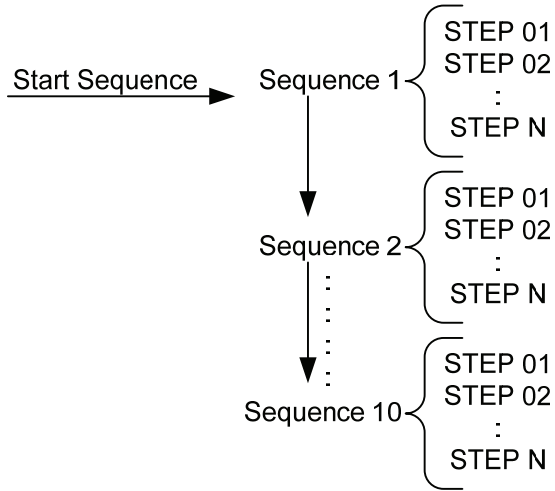 STEP 01
STEP 02
Start Sequence
Sequence 1
⋮
STEP N
STEP 01
STEP 02
Sequence 2
⋮
STEP N
STEP 01
STEP 02
Sequence 10
⋮
STEP N